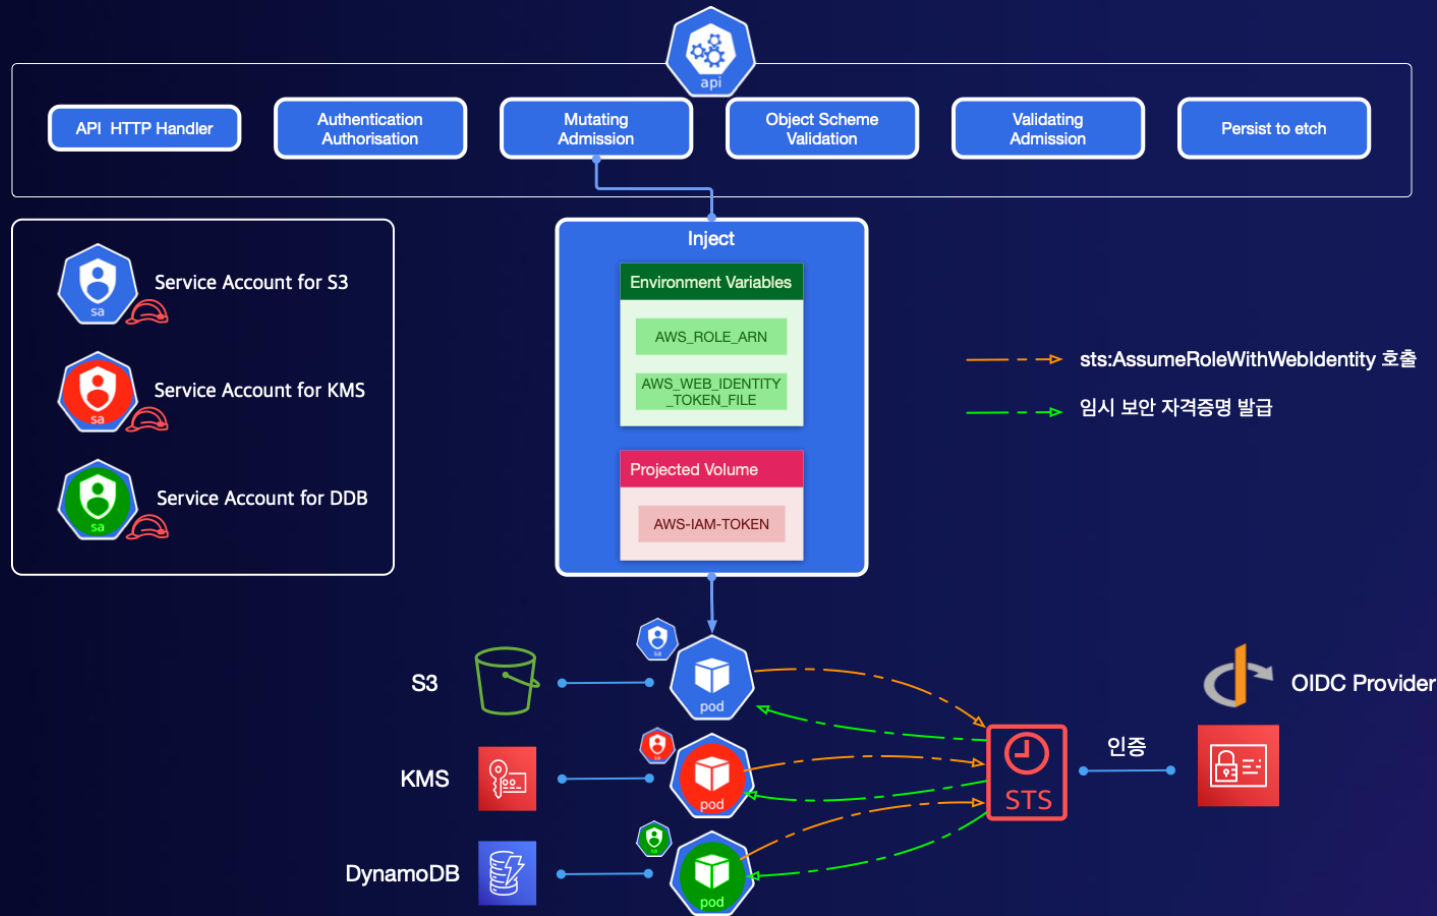 api
API HTTP Handler
Authentication
Authorisation
Mutating
Admission
Object Scheme
Validation
Validating
Admission
Persist to etch
sa
Service Account for S3
sa
Service Account for KMS
sa
Service Account for DDB
Inject
Environment Variables
AWS_ROLE_ARN
AWS_WEB_IDENTITY
_TOKEN_FILE
Projected Volume
AWS-IAM-TOKEN
sts:AssumeRoleWithWebIdentity 호출
임시 보안 자격증명 발급
S3
sa
pod
KMS
sa
pod
DynamoDB
sa
pod
STS
인증
OIDC Provider